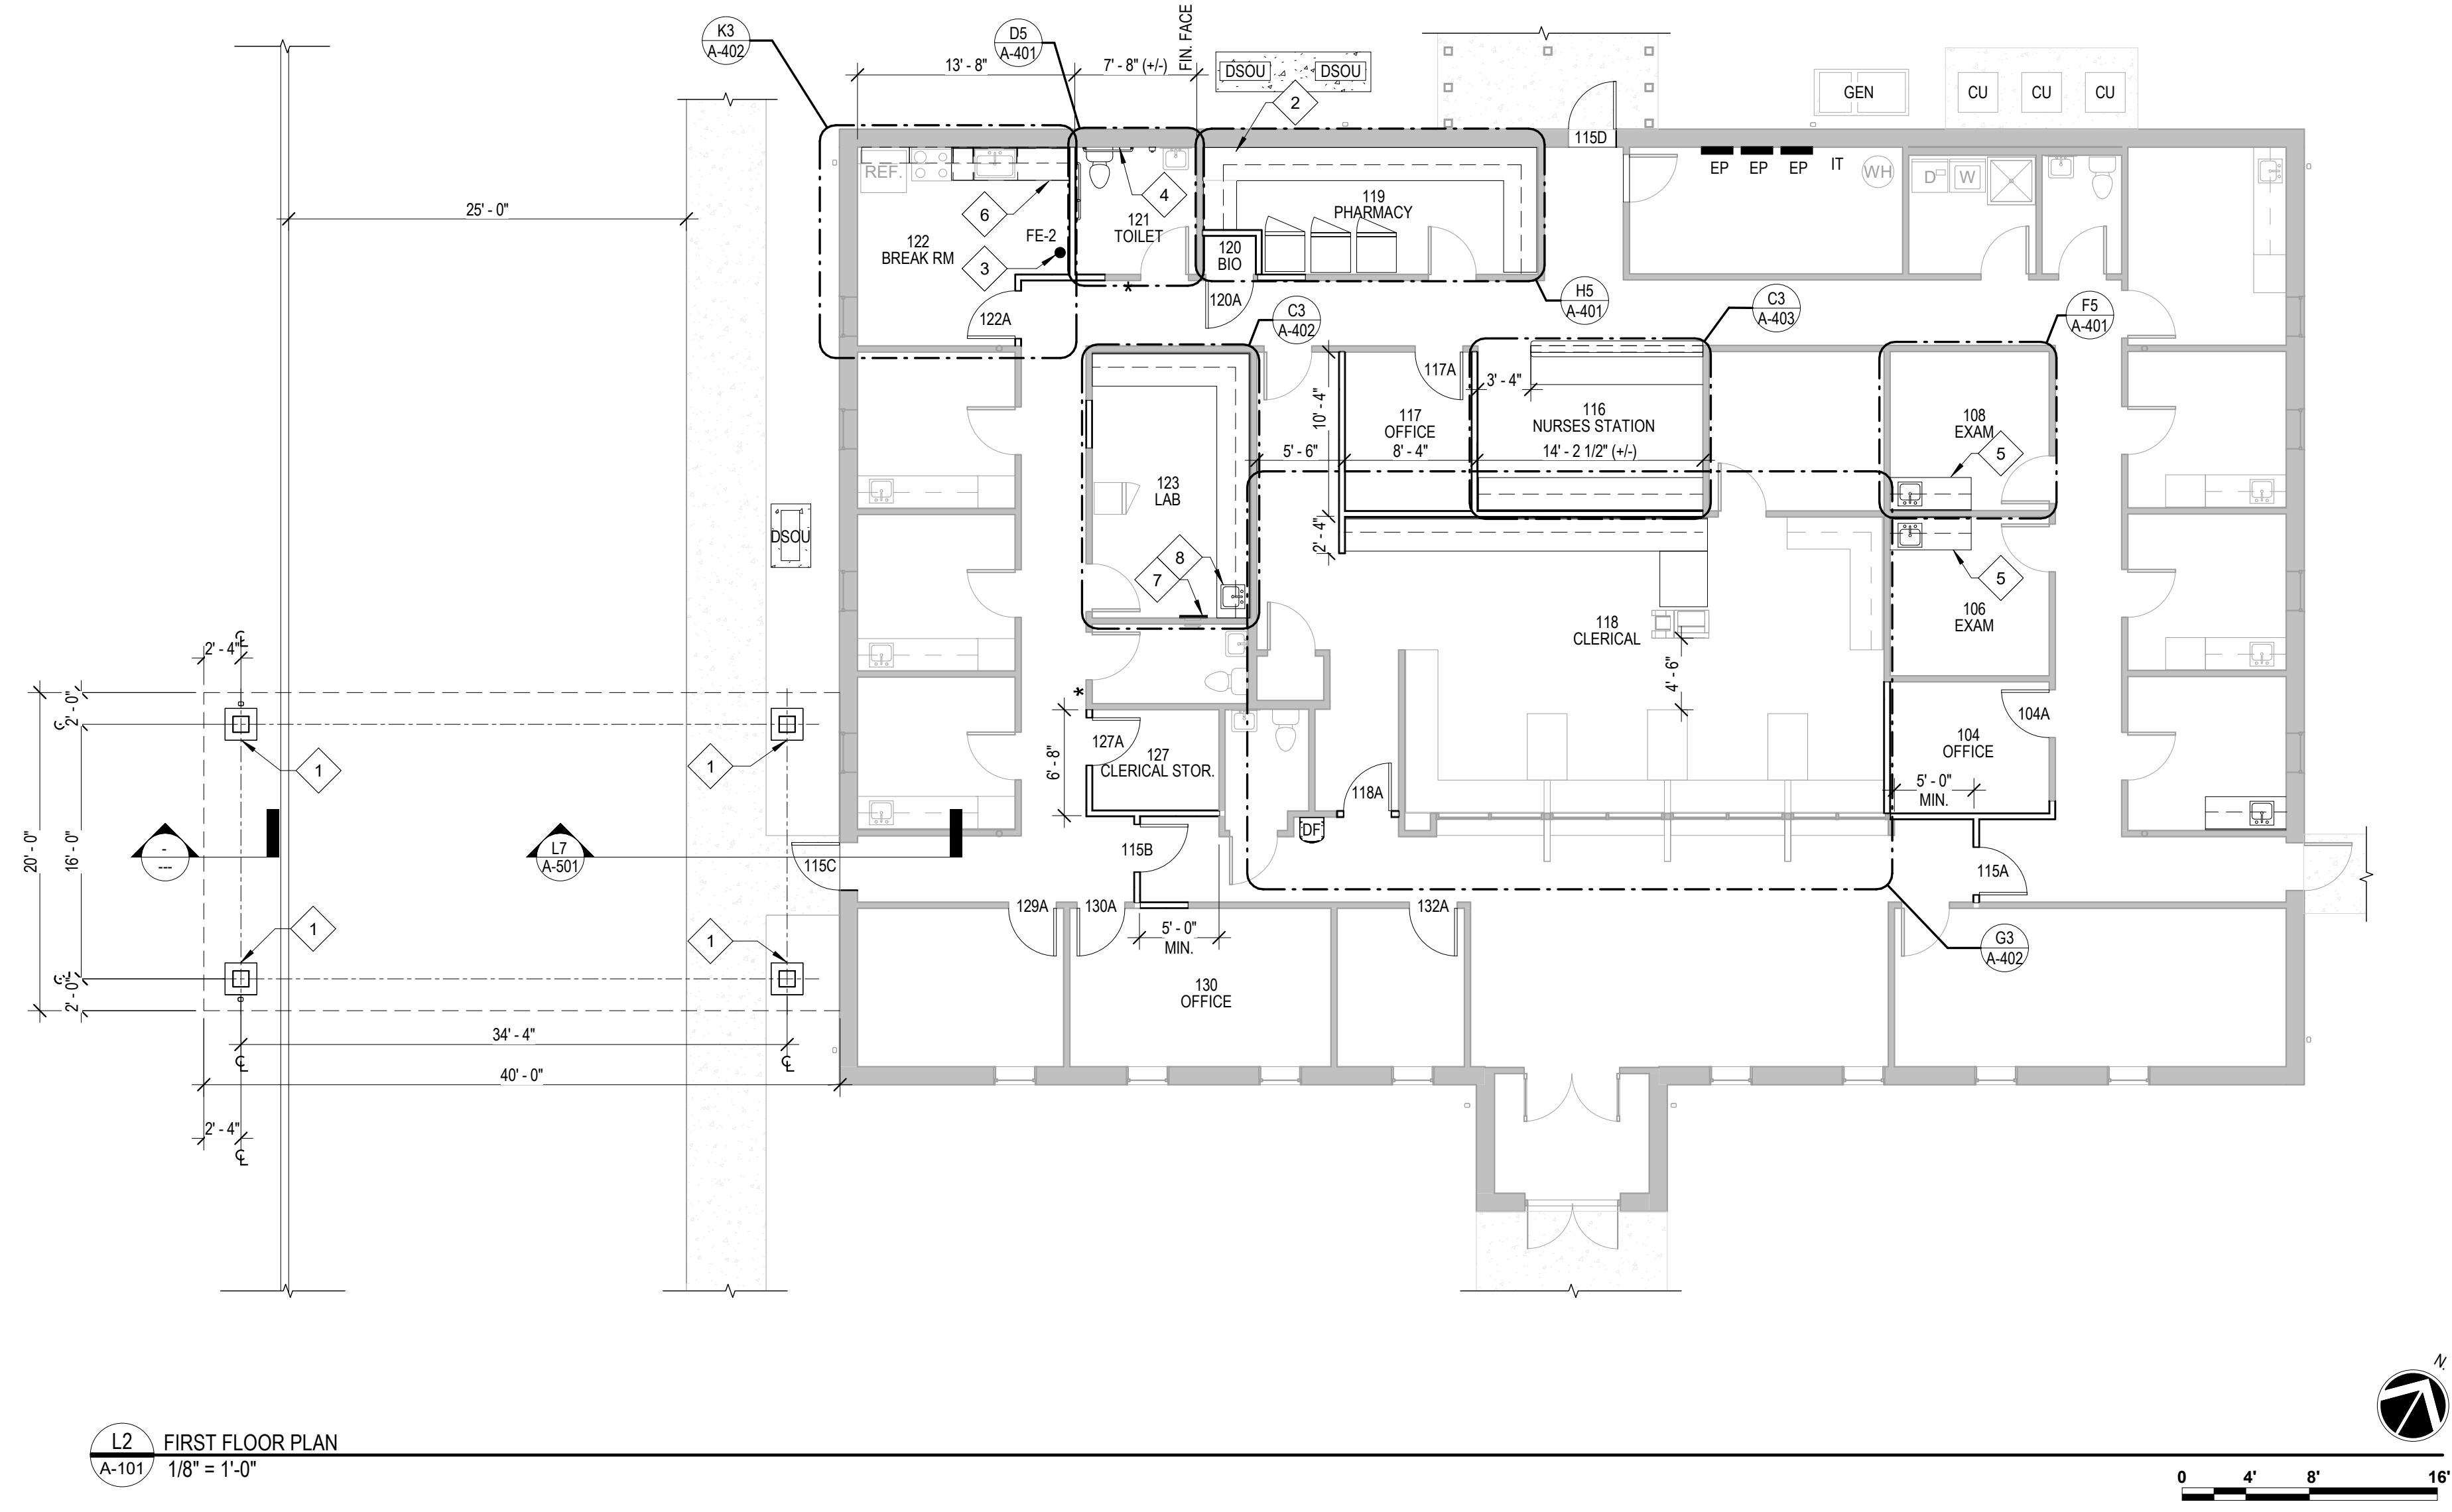 K3
A-402
D5
A-401
FIN. FACE
13' - 8"
7' - 8" (+/-)
DSOU
DSOU
2
GEN
CU
CU
CU
115D
REF.
EP
EP
EP
IT
WH
D
W
4
25' - 0"
6
119
PHARMACY
121
TOILET
FE-2
122
BREAK RM
3
120
BIO
*
120A
H5
A-401
C3
A-402
C3
A-403
F5
A-401
122A
117A
3' - 4"
10' - 4"
117
OFFICE
116
NURSES STATION
108
EXAM
5' - 6"
8' - 4"
14' - 2 1/2" (+/-)
5
123
LAB
DSOU
2' - 4"
8
7
5
106
EXAM
118
CLERICAL
2' - 4"
4' - 6"
*
20' - 0"
2' - 0"
16' - 0"
2' - 0"
104A
104
OFFICE
127A
127
CLERICAL STOR.
6' - 8"
1
1
5' - 0"
MIN.
118A
DF
-
---
L7
A-501
115C
115B
115A
129A
130A
132A
1
1
5' - 0"
MIN.
G3
A-402
130
OFFICE
34' - 4"
40' - 0"
2' - 4"
N.
L2
A-101
FIRST FLOOR PLAN
1/8" = 1'-0"
0 4' 8' 16'